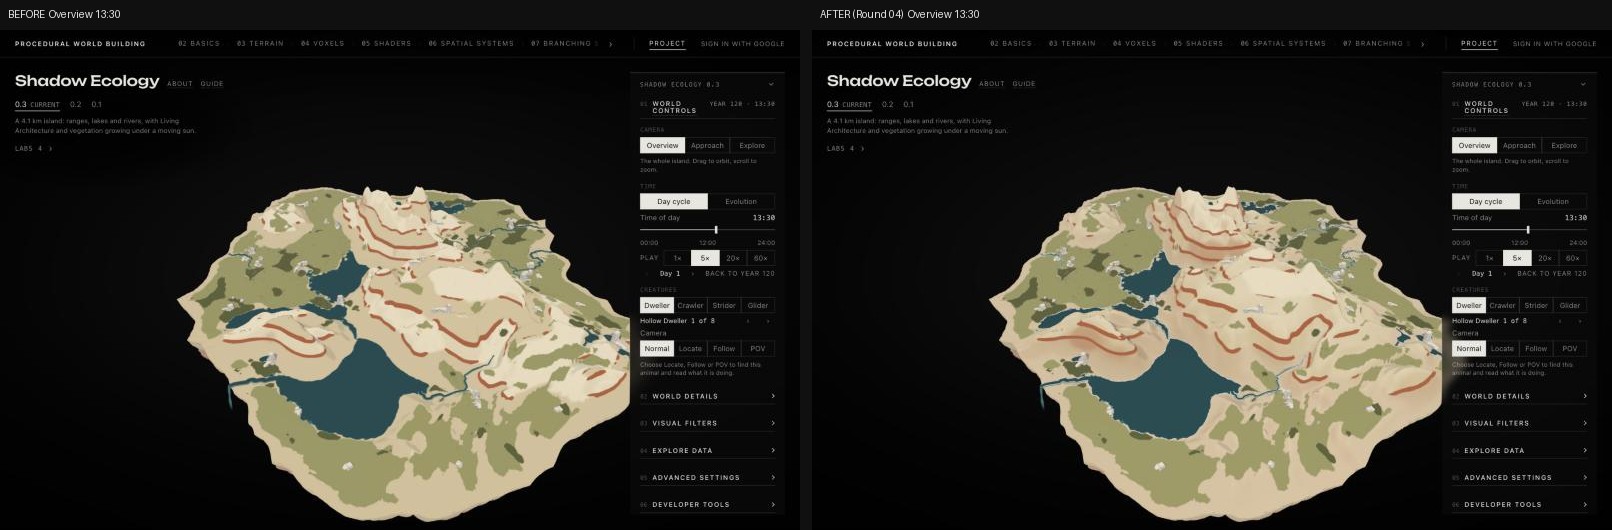 BEFORE Overview 13:30
PROCEDURAL WORLD BUILDING 02 BASICS 03 TERRAIN 04 VOXELS 05 SHADERS 06 SPATIAL SYSTEMS 07 BRANCHING › PROJECT SIGN IN WITH GOOGLE
Shadow Ecology ABOUT GUIDE
0.3 CURRENT 0.2 0.1
A 4.1 km island: ranges, lakes and rivers, with Living
Architecture and vegetation growing under a moving sun.
LABS 4 ›
SHADOW ECOLOGY 0.3
01 WORLD CONTROLS YEAR 120 · 13:30
CAMERA
Overview Approach Explore
The whole island. Drag to orbit, scroll to
zoom.
TIME
Day cycle Evolution
Time of day 13:30
00:00 12:00 24:00
PLAY 1× 5× 20× 60×
Day 1 › BACK TO YEAR 120
CREATURES
Dweller Crawler Strider Glider
Hollow Dweller 1 of 8
Camera
Normal Locate Follow POV
Choose Locate, Follow or POV to find this
animal and read what it is doing.
02 WORLD DETAILS ›
03 VISUAL FILTERS ›
04 EXPLORE DATA ›
05 ADVANCED SETTINGS ›
06 DEVELOPER TOOLS ›
AFTER (Round 04) Overview 13:30
PROCEDURAL WORLD BUILDING 02 BASICS 03 TERRAIN 04 VOXELS 05 SHADERS 06 SPATIAL SYSTEMS 07 BRANCHING › PROJECT SIGN IN WITH GOOGLE
Shadow Ecology ABOUT GUIDE
0.3 CURRENT 0.2 0.1
A 4.1 km island: ranges, lakes and rivers, with Living
Architecture and vegetation growing under a moving sun.
LABS 4 ›
SHADOW ECOLOGY 0.3
01 WORLD CONTROLS YEAR 120 · 13:30
CAMERA
Overview Approach Explore
The whole island. Drag to orbit, scroll to
zoom.
TIME
Day cycle Evolution
Time of day 13:30
00:00 12:00 24:00
PLAY 1× 5× 20× 60×
Day 1 › BACK TO YEAR 120
CREATURES
Dweller Crawler Strider Glider
Hollow Dweller 1 of 8
Camera
Normal Locate Follow POV
Choose Locate, Follow or POV to find this
animal and read what it is doing.
02 WORLD DETAILS ›
03 VISUAL FILTERS ›
04 EXPLORE DATA ›
05 ADVANCED SETTINGS ›
06 DEVELOPER TOOLS ›